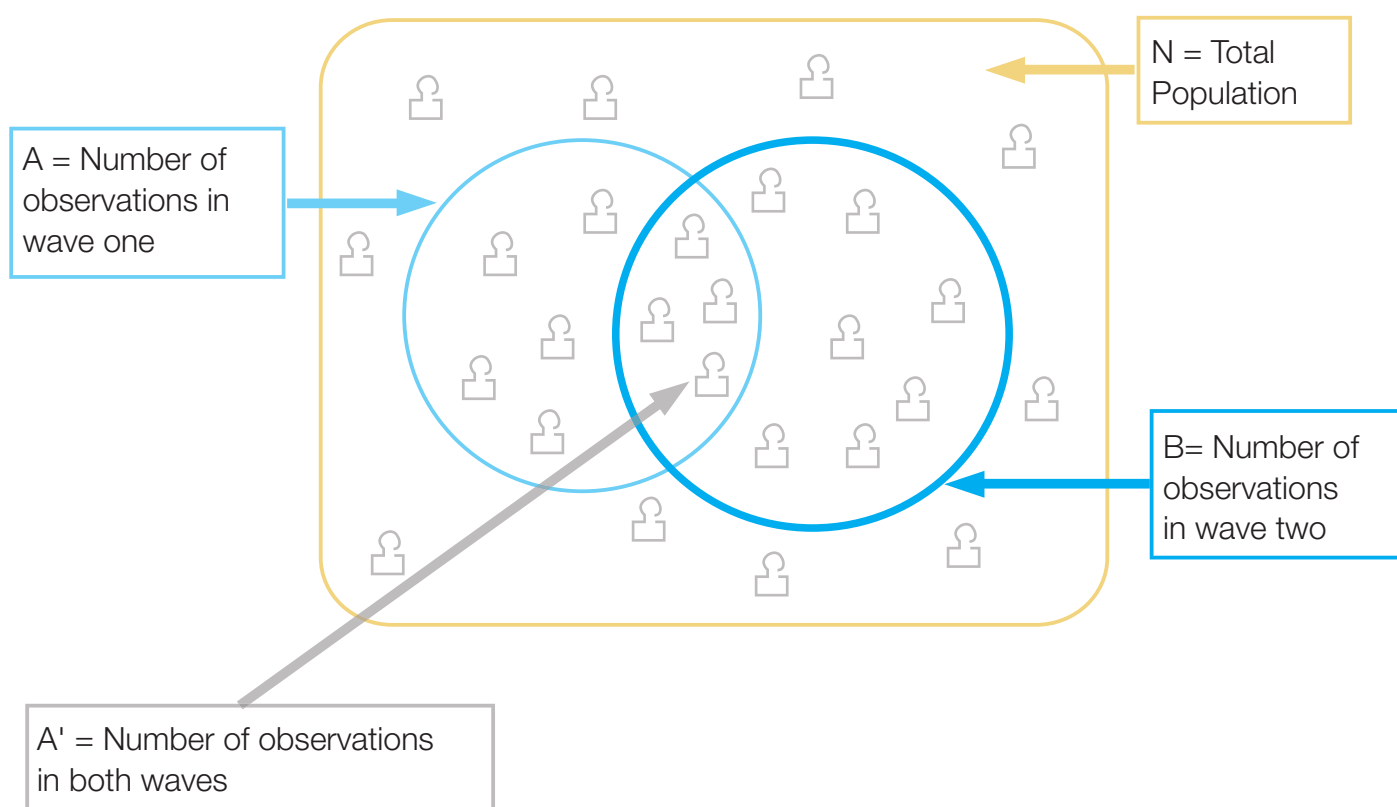 N = Total
Population
A = Number of
observations in
wave one
B= Number of
observations
in wave two
A' = Number of observations
in both waves